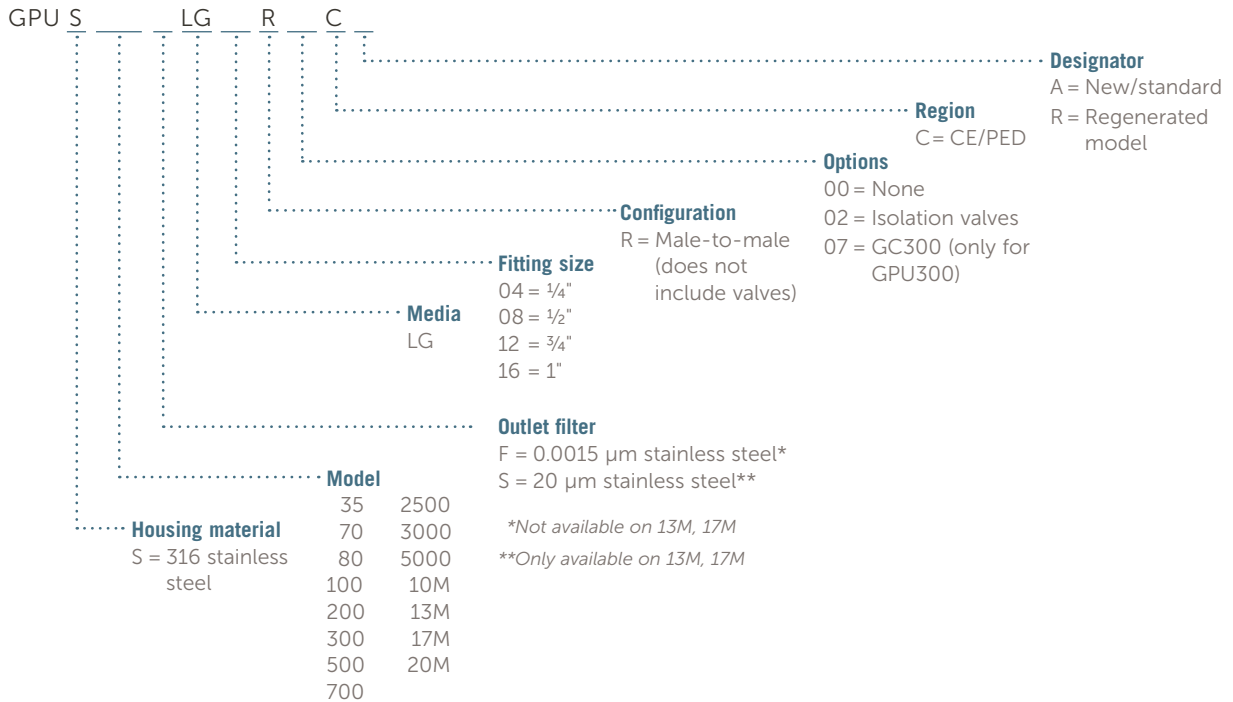 GPU S LG R C
Designator
A = New/standard
R = Regenerated
model
Region
C= CE/PED
Options
00 = None
02 = Isolation valves
07 = GC300 (only for
GPU300)
Configuration
R = Male-to-male
(does not
include valves)
Fitting size
04 = ¼"
08 = ½"
12 = ¾"
16 = 1"
Media
LG
Outlet filter
F = 0.0015 µm stainless steel*
S = 20 µm stainless steel**
*Not available on 13M, 17M
**Only available on 13M, 17M
Model
35 2500
70 3000
80 5000
100 10M
200 13M
300 17M
500 20M
700
Housing material
S = 316 stainless
steel